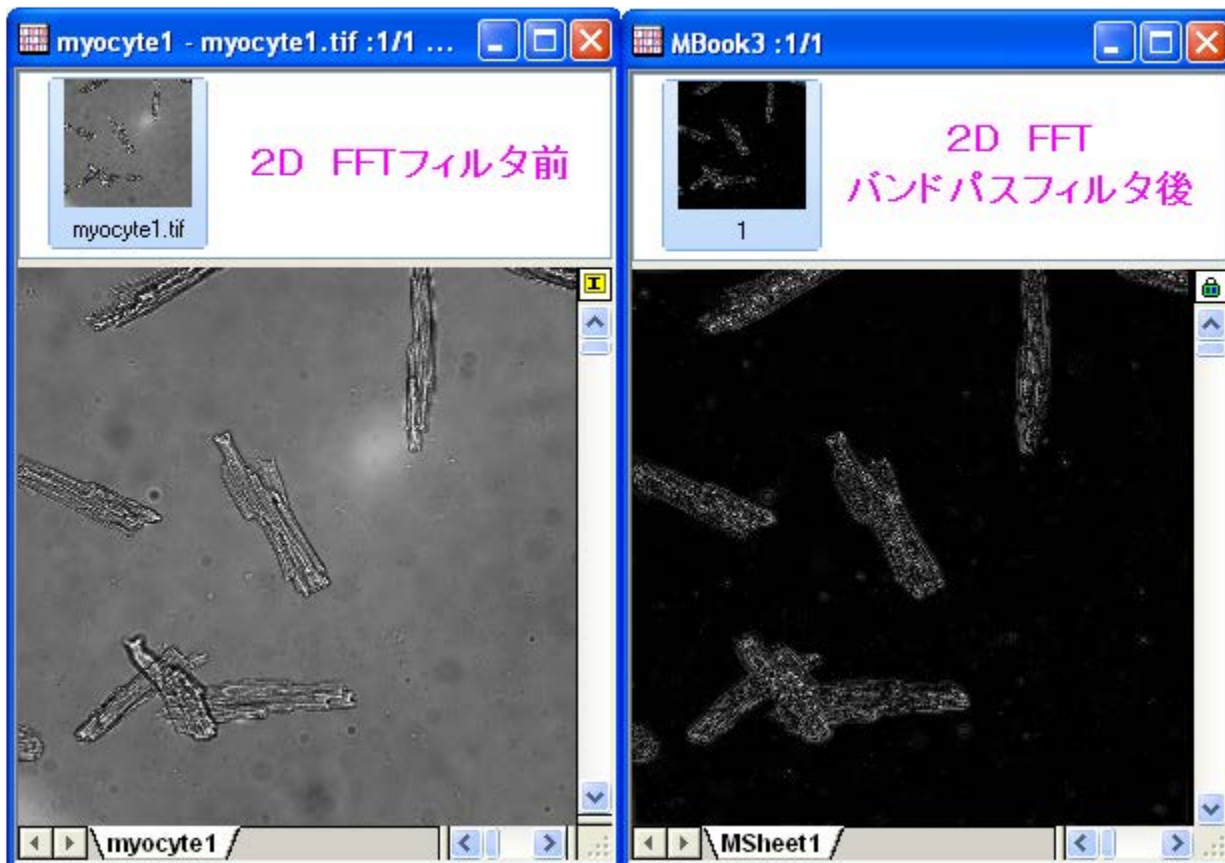 myocyte1 - myocyte1.tif :1/1 ...
2D FFTフィルタ前
myocyte1.tif
myocyte1
MBook3 :1/1
2D FFT
バンドパスフィルタ後
1
MSheet1